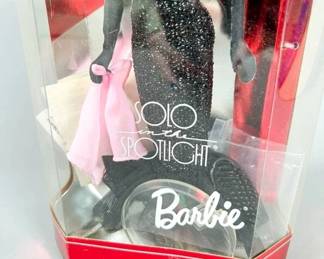 SOLO
in the
SPOTLIGHT
Barbie